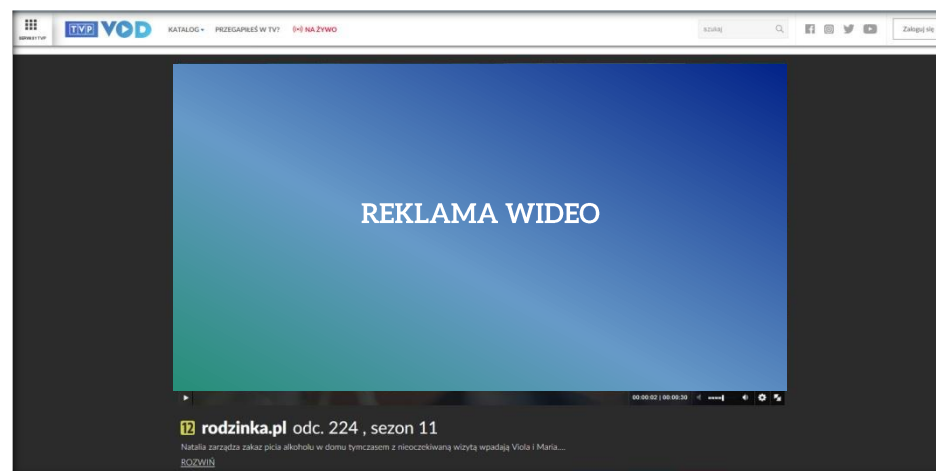 TVP VOD
KATALOG PRZEGAPIŁEŚ W TV? NA ŻYWO
szukaj
Zaloguj się
SERWISY TVP
REKLAMA WIDEO
00:00:02 | 00:00:30
12 rodzinka.pl odc. 224 , sezon 11
Natalia zarządza zakaz picia alkoholu w domu tymczasem z nieoczekiwaną wizytą wpadają Viola i Maria....
ROZWIŃ